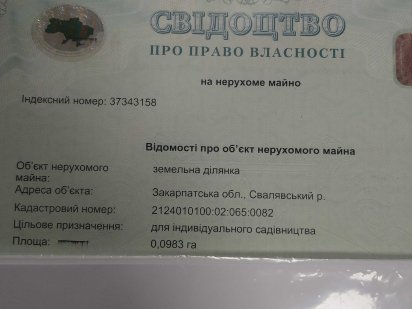 СВІДОЦТВО
ПРО ПРАВО ВЛАСНОСТІ
на нерухоме майно
Індексний номер: 37343158
Відомості про об'єкт нерухомого майна
Об'єкт нерухомого майна: земельна ділянка
Адреса об'єкта: Закарпатська обл., Свалявський р.
Кадастровий номер: 2124010100:02:065:0082
Цільове призначення: для індивідуального садівництва
Площа: 0,0983 га